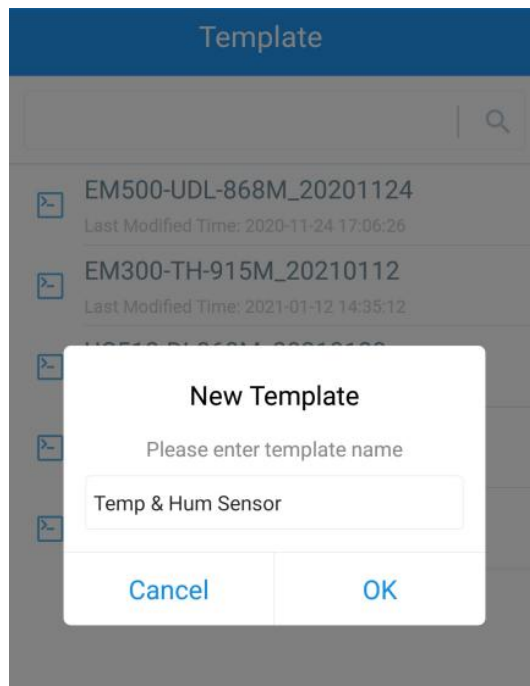 Template
EM500-UDL-868M_20201124
Last Modified Time: 2020-11-24 17:06:26
EM300-TH-915M_20210112
Last Modified Time: 2021-01-12 14:35:12
New Template
Please enter template name
Temp & Hum Sensor
Cancel
OK